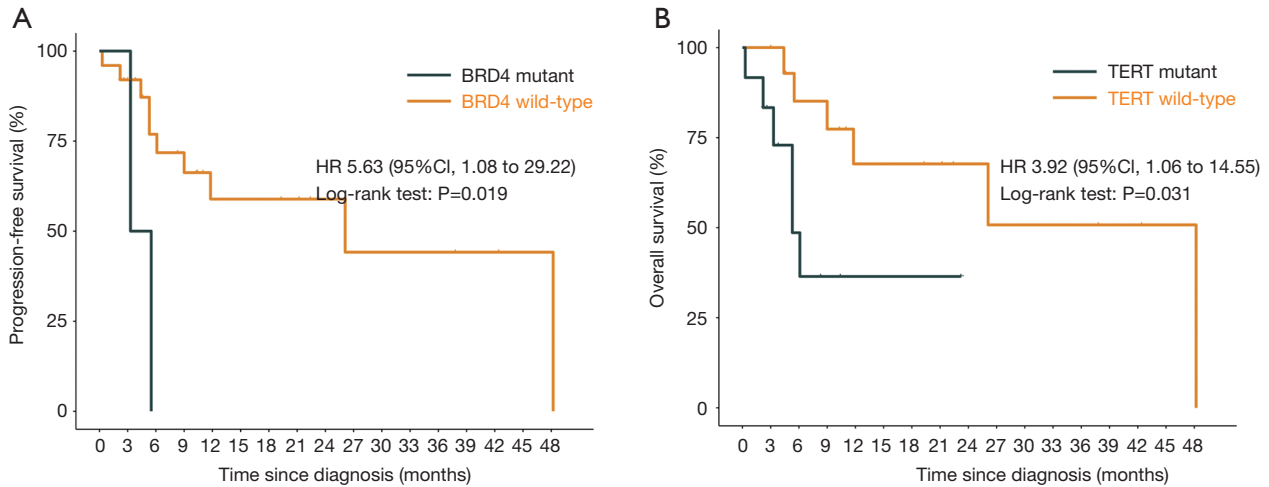 A
Progression-free survival (%)
100
75
50
25
0
BRD4 mutant
BRD4 wild-type
HR 5.63 (95%CI, 1.08 to 29.22)
Log-rank test: P=0.019
0 3 6 9 12 15 18 21 24 27 30 33 36 39 42 45 48
Time since diagnosis (months)
B
Overall survival (%)
100
75
50
25
0
TERT mutant
TERT wild-type
HR 3.92 (95%CI, 1.06 to 14.55)
Log-rank test: P=0.031
0 3 6 9 12 15 18 21 24 27 30 33 36 39 42 45 48
Time since diagnosis (months)